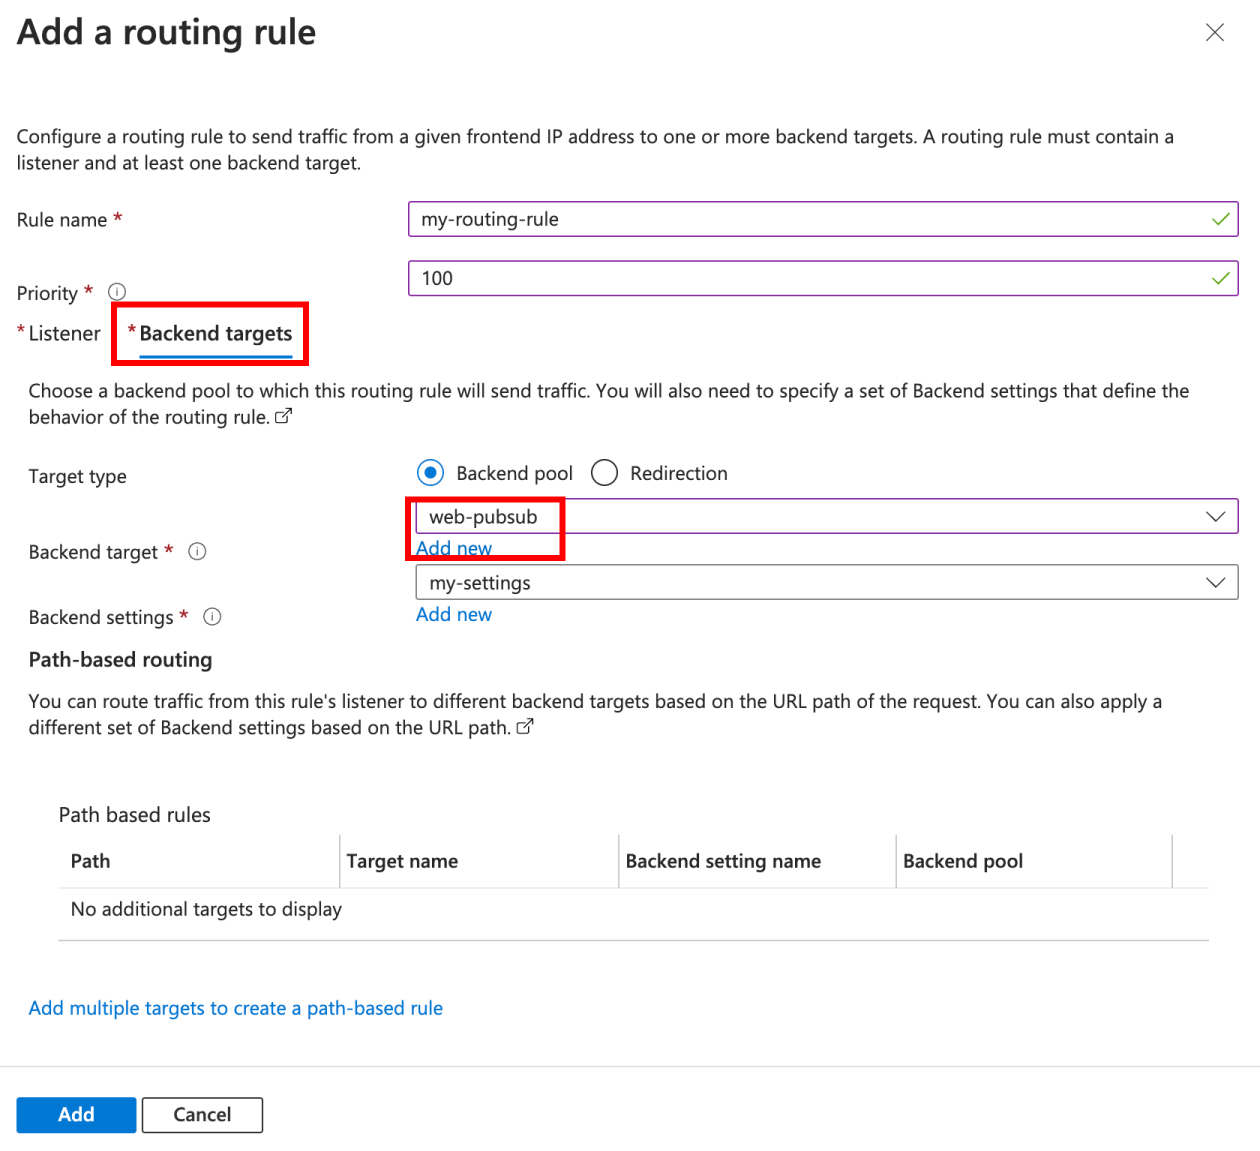 Add a routing rule
Configure a routing rule to send traffic from a given frontend IP address to one or more backend targets. A routing rule must contain a
listener and at least one backend target.
Rule name *
my-routing-rule
Priority *
100
* Listener
* Backend targets
Choose a backend pool to which this routing rule will send traffic. You will also need to specify a set of Backend settings that define the
behavior of the routing rule.
Target type
Backend pool
Redirection
web-pubsub
Backend target *
Add new
my-settings
Backend settings *
Add new
Path-based routing
You can route traffic from this rule's listener to different backend targets based on the URL path of the request. You can also apply a
different set of Backend settings based on the URL path.
Path based rules
Path
Target name
Backend setting name
Backend pool
No additional targets to display
Add multiple targets to create a path-based rule
Add
Cancel